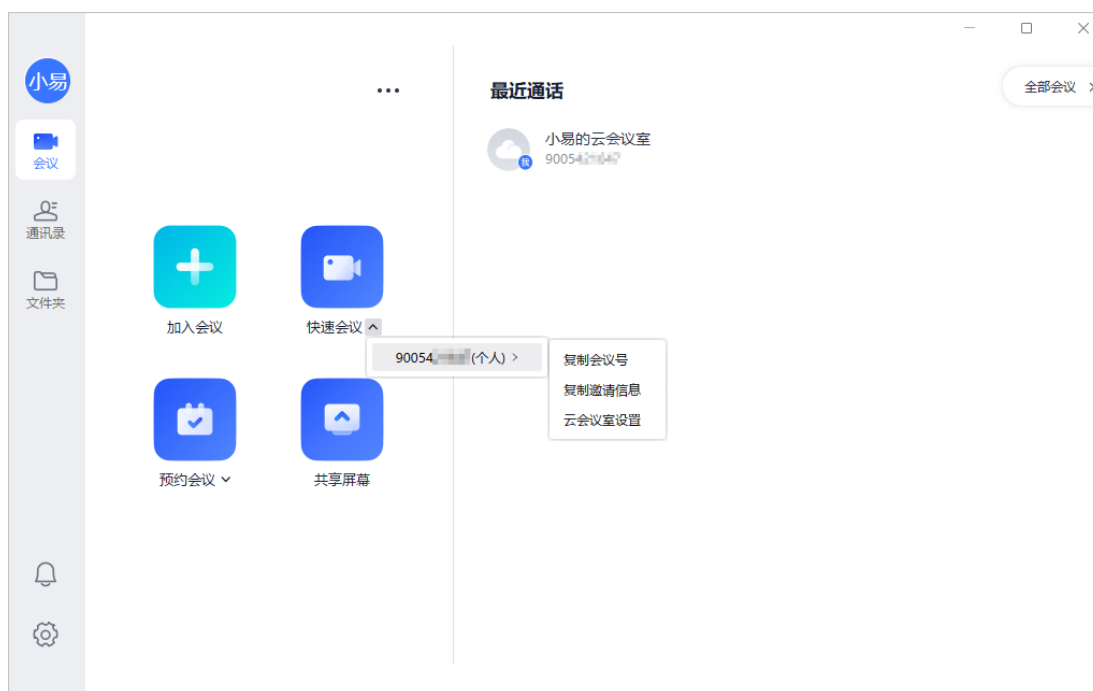 小易
会议
通讯录
文件夹
加入会议
快速会议
预约会议
共享屏幕
90054 (个人)
复制会议号
复制邀请信息
云会议室设置
最近通话
全部会议
小易的云会议室
我
90054